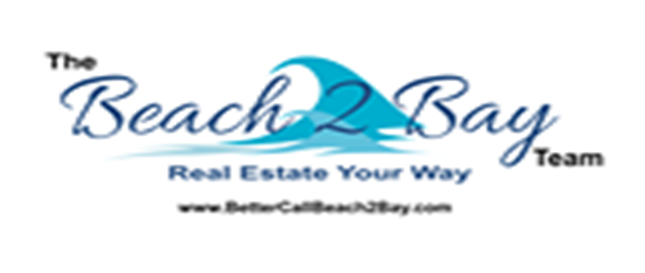 The
Beach 2 Bay
Team
Real Estate Your Way
www.BetterCallBeach2Bay.com